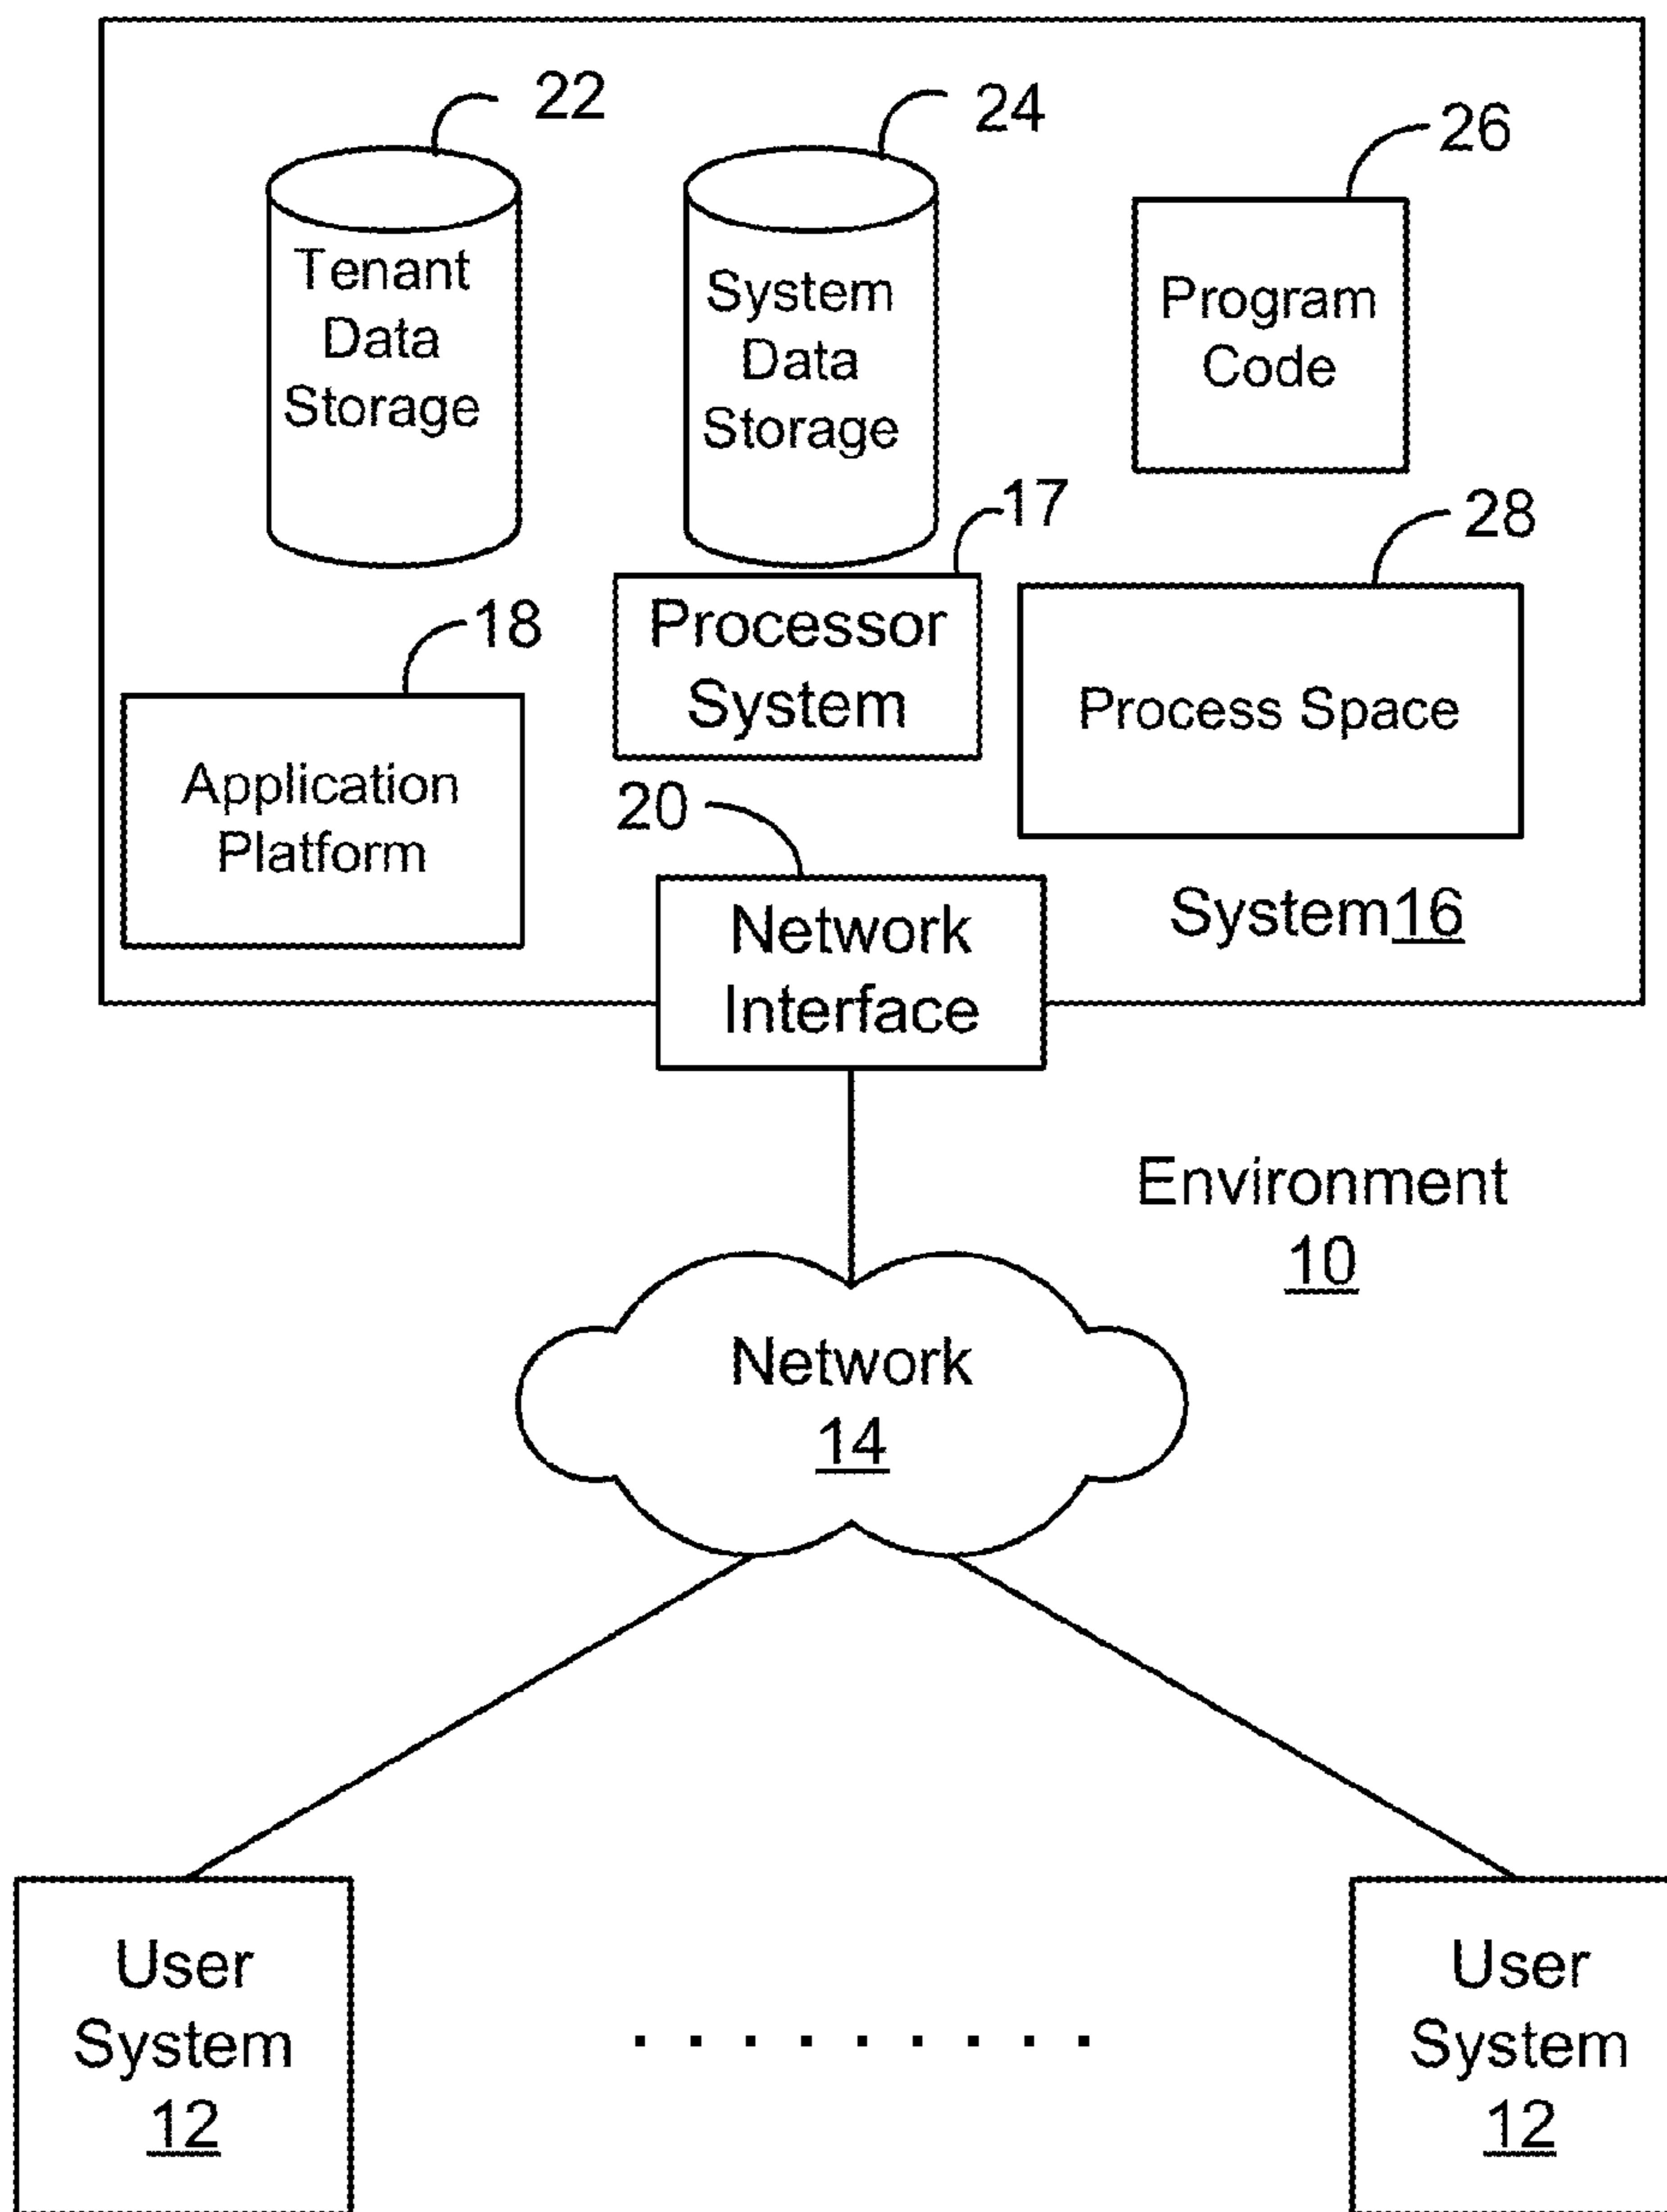 22
24
26
Tenant
Data
Storage
System
Data
Storage
Program
Code
17
28
18
Processor
System
Process Space
Application
Platform
20
Network
Interface
System16
Environment
10
Network
14
User
System
12
. . . . . . . . .
User
System
12